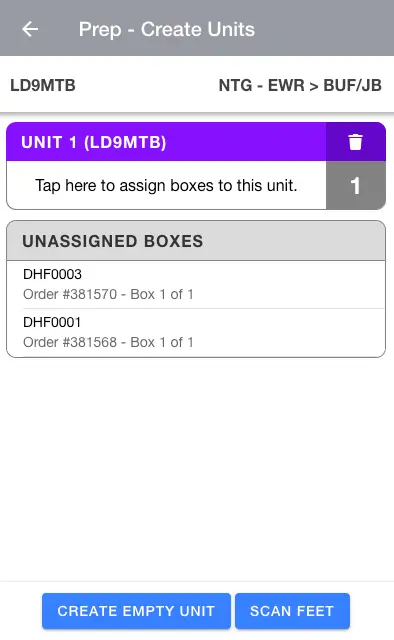 Prep - Create Units
LD9MTB NTG - EWR > BUF/JB
UNIT 1 (LD9MTB)
Tap here to assign boxes to this unit. 1
UNASSIGNED BOXES
DHF0003
Order #381570 - Box 1 of 1
DHF0001
Order #381568 - Box 1 of 1
CREATE EMPTY UNIT SCAN FEET